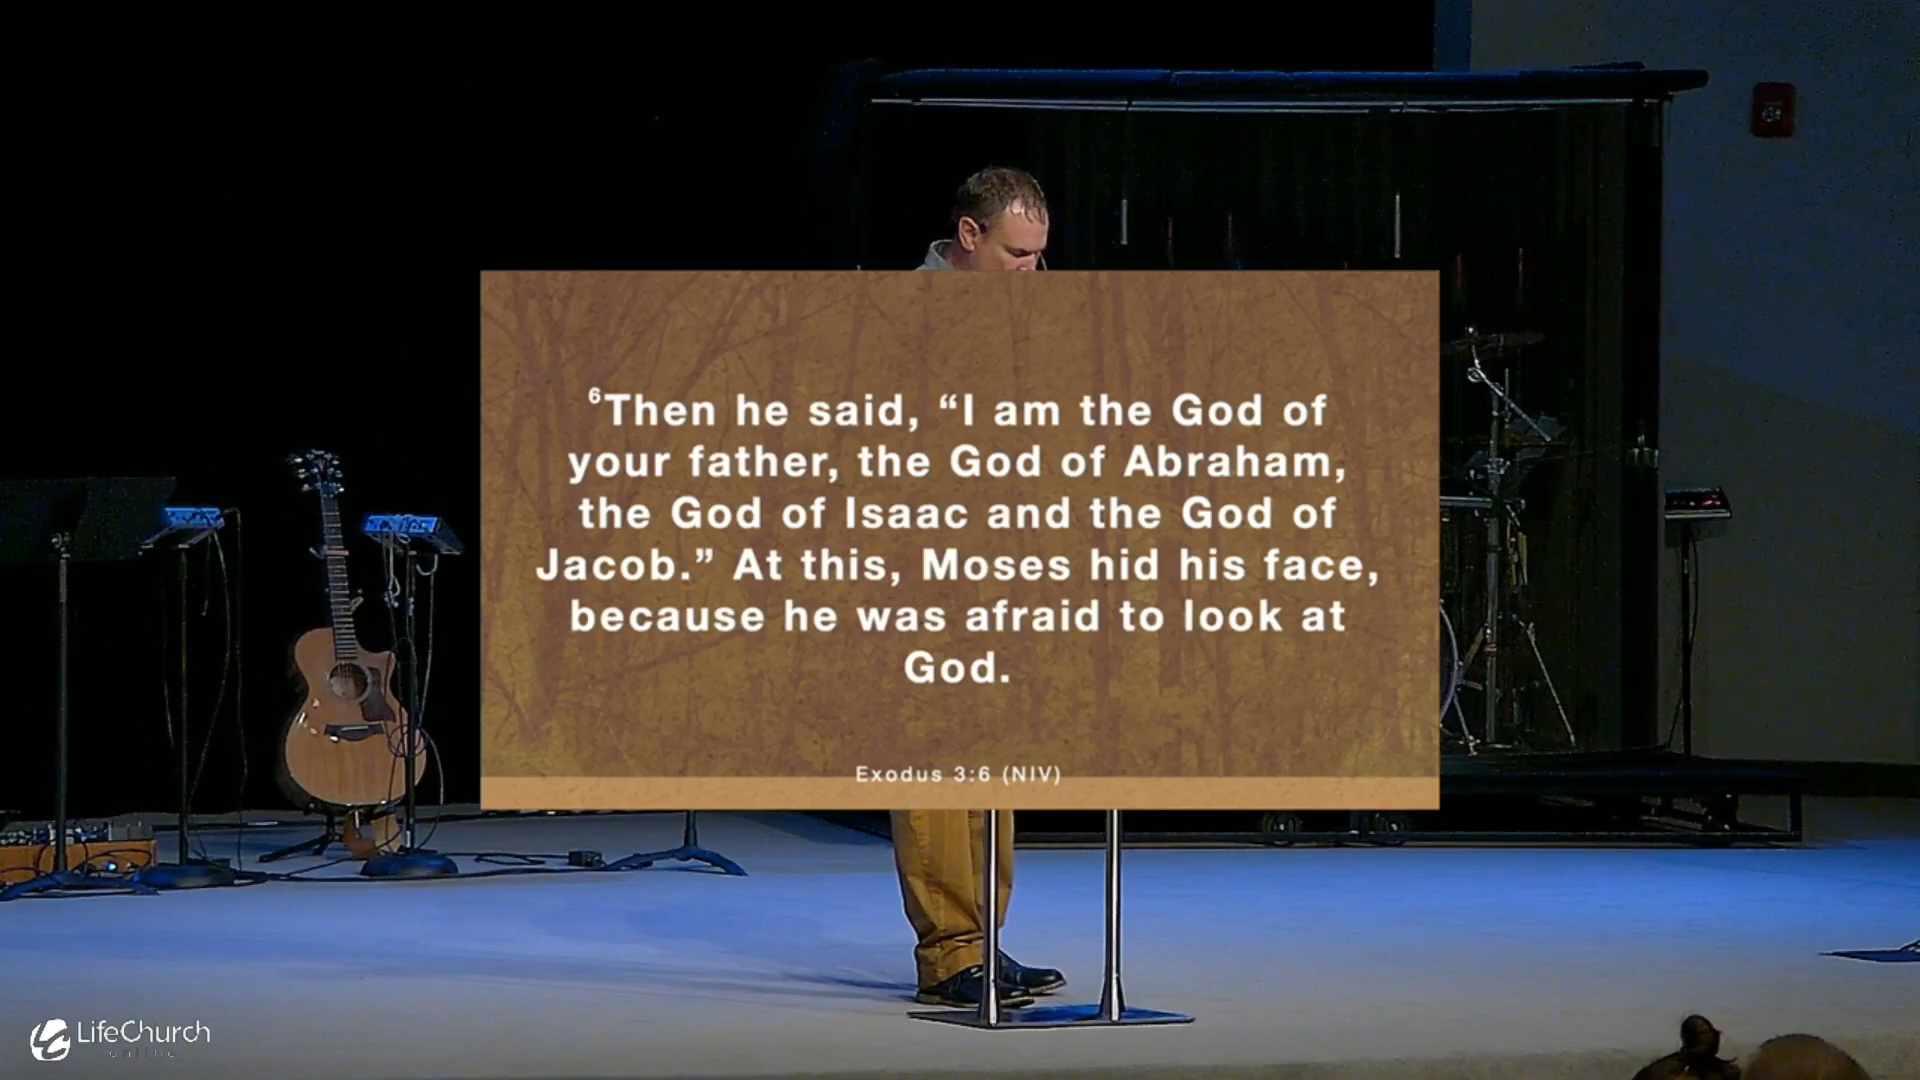 ⁶Then he said, “I am the God of
your father, the God of Abraham,
the God of Isaac and the God of
Jacob.” At this, Moses hid his face,
because he was afraid to look at
God.
Exodus 3:6 (NIV)
LifeChurch
online